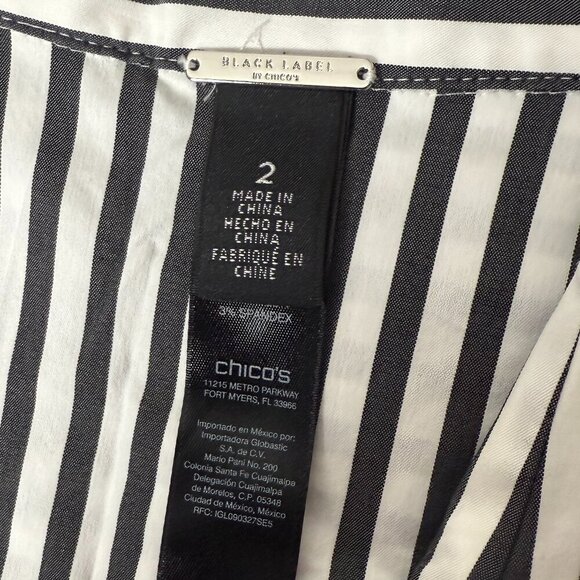 BLACK LABEL
BY CHICO'S
2
MADE IN
CHINA
HECHO EN
CHINA
FABRIQUÉ EN
CHINE
3% SPANDEX
chico's
11215 METRO PARKWAY
FORT MYERS, FL 33966
Importado en México por:
Importadora Globastic
S.A. de C.V.
Mario Pani No. 200
Colonia Santa Fe Cuajimalpa
Delegación Cuajimalpa
de Morelos, C.P. 05348
Ciudad de México, México
RFC: IGL090327SE5